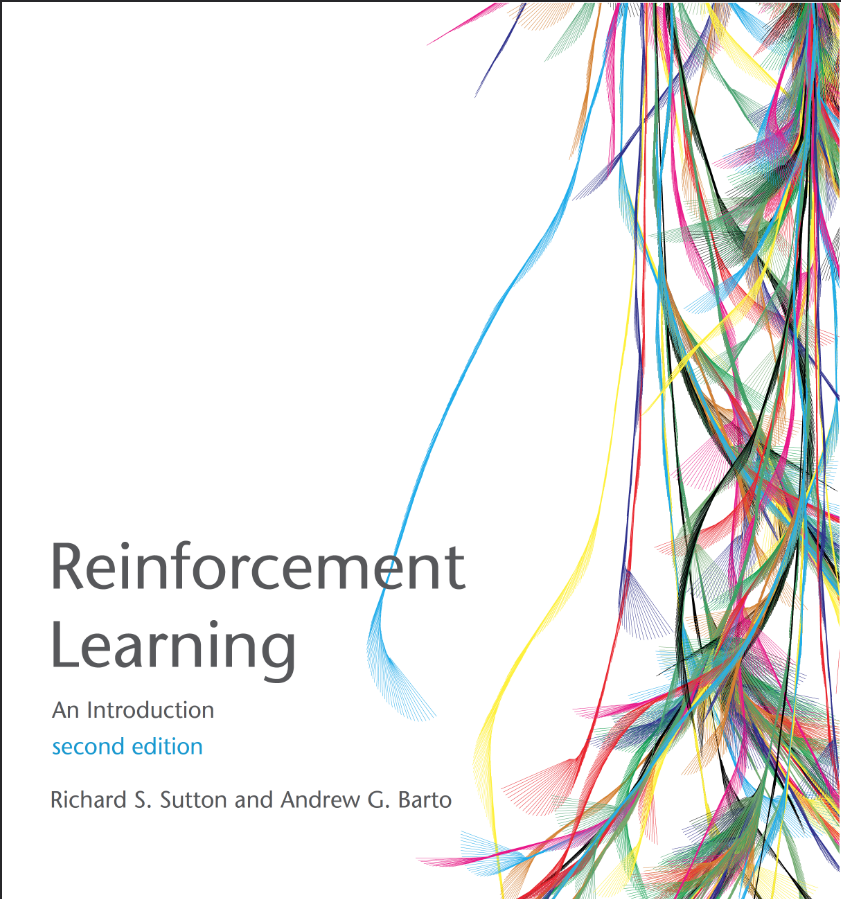 Reinforcement
Learning
An Introduction
second edition
Richard S. Sutton and Andrew G. Barto